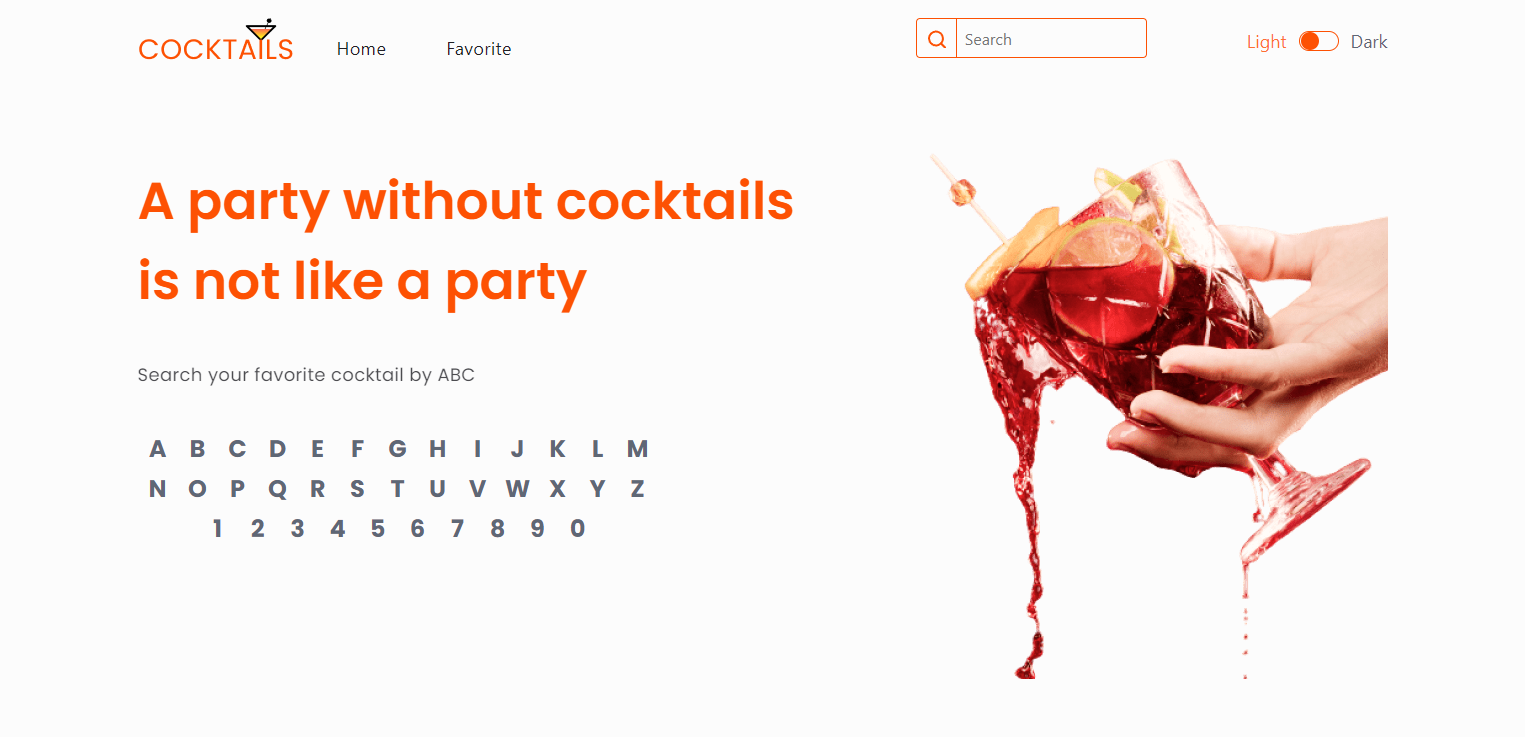 COCKTAILS Home Favorite Search Light Dark
A party without cocktails
is not like a party
Search your favorite cocktail by ABC
A B C D E F G H I J K L M
N O P Q R S T U V W X Y Z
1 2 3 4 5 6 7 8 9 0